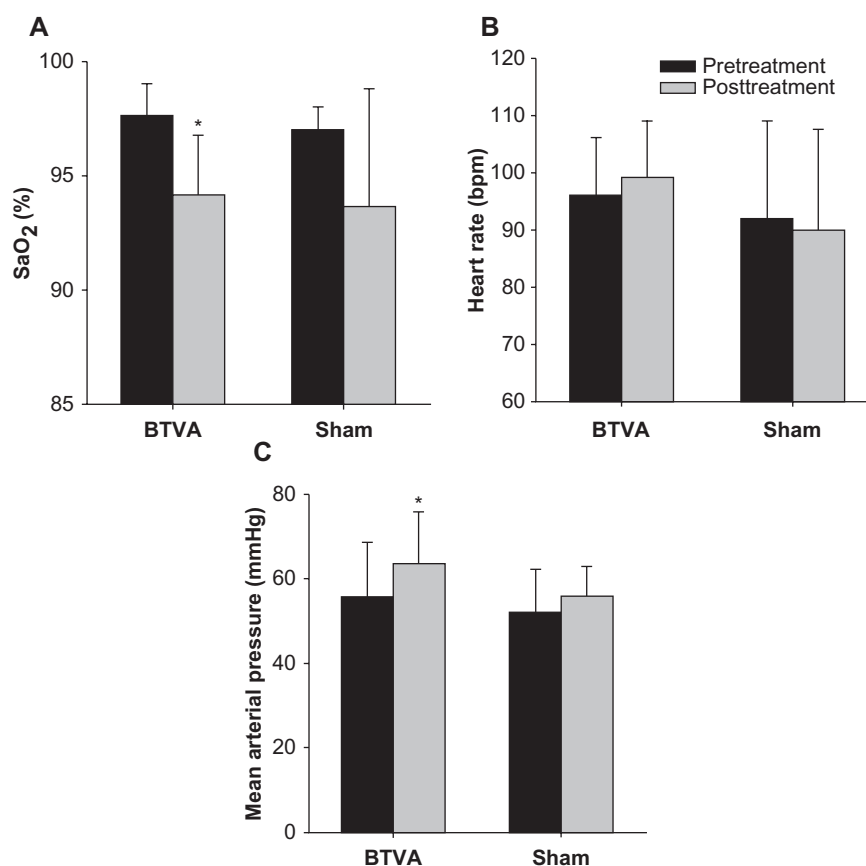 A
SaO2 (%)
100
95
90
85
*
BTVA
Sham
B
Heart rate (bpm)
120
110
100
90
80
70
60
Pretreatment
Posttreatment
BTVA
Sham
C
Mean arterial pressure (mmHg)
80
60
40
20
0
*
BTVA
Sham